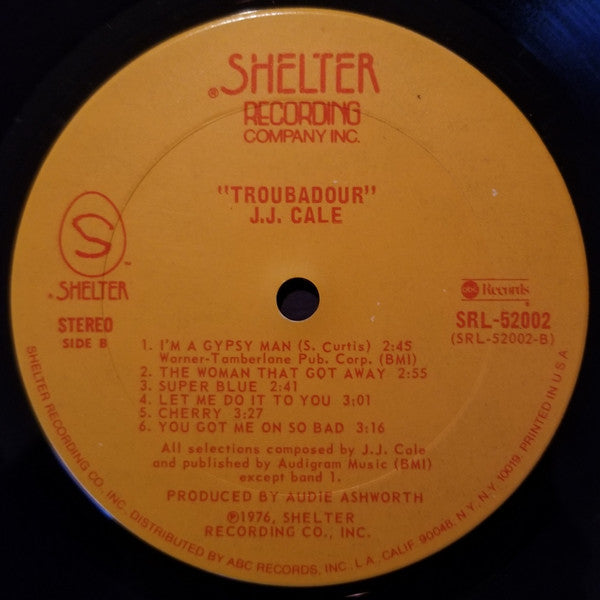 SHELTER
®
RECORDING
COMPANY INC.
"TROUBADOUR"
J.J. CALE
S
™
SHELTER
abc Records
STEREO
SIDE B
SRL-52002
(SRL-52002-B)
1. I'M A GYPSY MAN (S. Curtis) 2:45
Warner-Tamberlane Pub. Corp. (BMI)
2. THE WOMAN THAT GOT AWAY 2:55
3. SUPER BLUE 2:41
4. LET ME DO IT TO YOU 3:01
5. CHERRY 3:27
6. YOU GOT ME ON SO BAD 3:16
All selections composed by J.J. Cale
and published by Audigram Music (BMI)
except band 1.
PRODUCED BY AUDIE ASHWORTH
℗1976, SHELTER
RECORDING CO., INC.
SHELTER RECORDING CO., INC. DISTRIBUTED BY ABC RECORDS, INC., L.A., CALIF. 90048, N.Y., N.Y. 10019. PRINTED IN U.S.A.